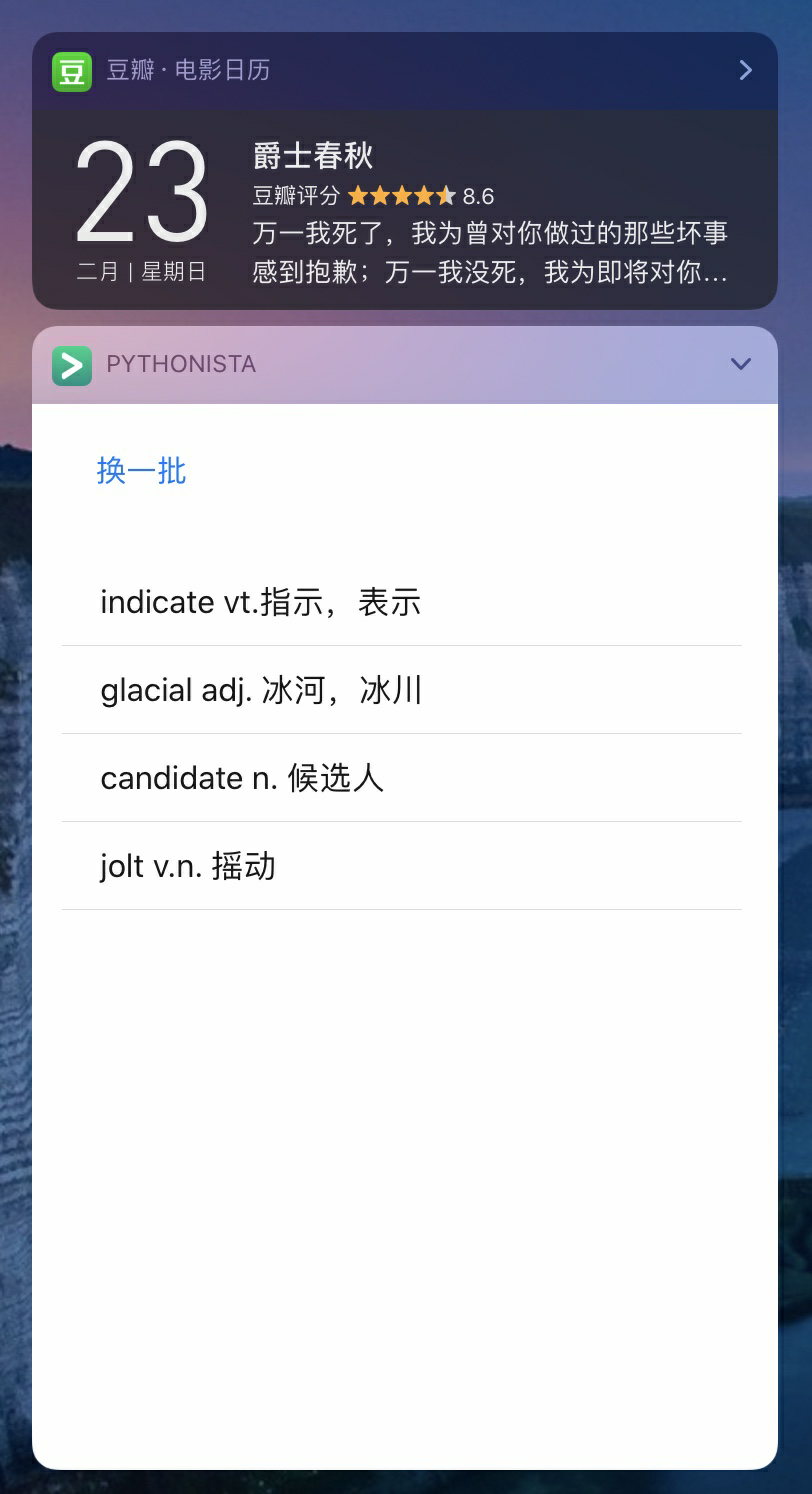 豆
豆瓣 · 电影日历
23
二月 | 星期日
爵士春秋
豆瓣评分 8.6
万一我死了，我为曾对你做过的那些坏事
感到抱歉；万一我没死，我为即将对你…
PYTHONISTA
换一批
indicate vt.指示，表示
glacial adj. 冰河，冰川
candidate n. 候选人
jolt v.n. 摇动